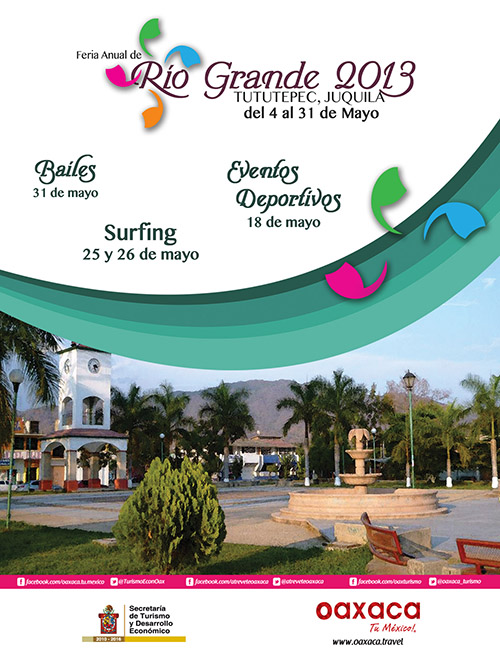 Feria Anual de
Río Grande 2013
TUTUTEPEC, JUQUILA
del 4 al 31 de Mayo
Bailes
31 de mayo
Eventos
Deportivos
18 de mayo
Surfing
25 y 26 de mayo
facebook.com/oaxaca.tu.mexico @TurismoEconOax facebook.com/atreveteaoaxaca @atreveteaoaxaca facebook.com/oaxturismo @oaxaca_turismo
Secretaría
de Turismo
y Desarrollo
Económico
2010 - 2016
oaxaca
Tu México!
www.oaxaca.travel